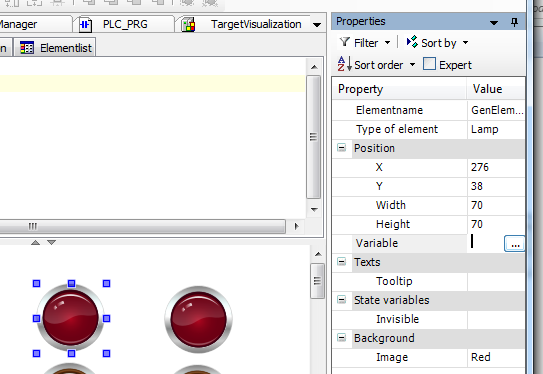 Manager PLC_PRG TargetVisualization
Elementlist
Properties
Filter Sort by
Sort order Expert
Property Value
Elementname GenElem...
Type of element Lamp
Position
X 276
Y 38
Width 70
Height 70
Variable ...
Texts
Tooltip
State variables
Invisible
Background
Image Red